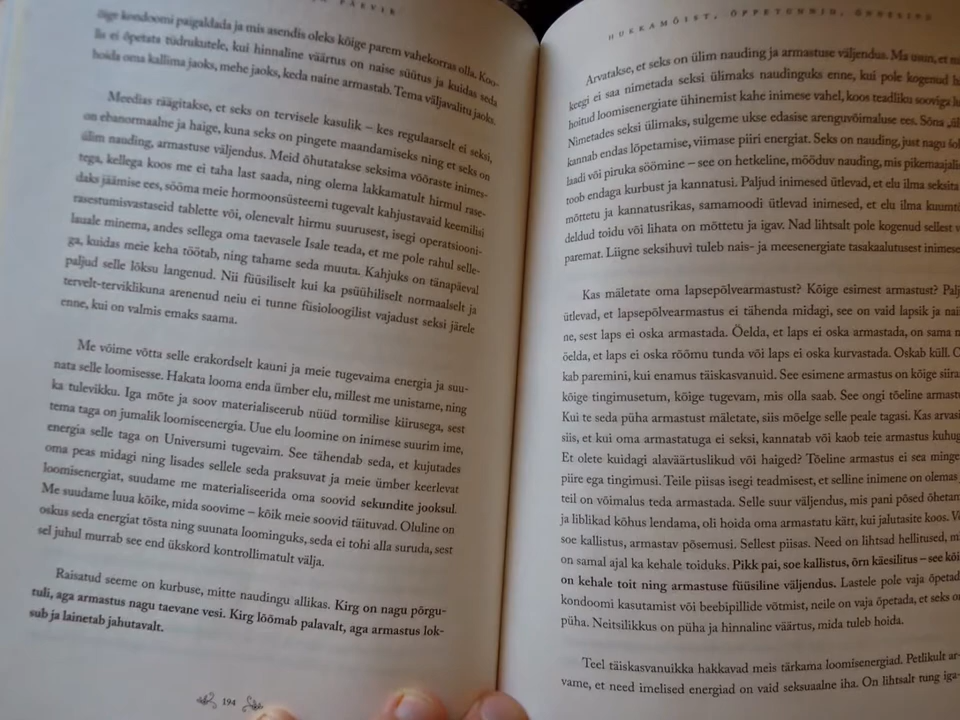 PÄEVIK
õige kondoomi paigaldada ja mis asendis oleks kõige parem vahekorras olla. Koo-
lis ei õpetata tüdrukutele, kui hinnaline väärtus on naise süütus ja kuidas seda
hoida oma kallima jaoks, mehe jaoks, keda naine armastab. Tema väljavalitu jaoks.
Meedias räägitakse, et seks on tervisele kasulik – kes regulaarselt ei seksi,
on ebanormaalne ja haige, kuna seks on pingete maandamiseks ning et seks on
ülim nauding, armastuse väljendus. Meid õhutatakse seksima võõraste inimes-
tega, kellega koos me ei taha last saada, ning olema lakkamatult hirmul rase-
daks jäämise ees, sööma meie hormoonsüsteemi tugevalt kahjustavaid keemilisi
rasestumisvastaseid tablette või, olenevalt hirmu suurusest, isegi operatsiooni-
lauale minema, andes sellega oma taevasele Isale teada, et me pole rahul selle-
ga, kuidas meie keha töötab, ning tahame seda muuta. Kahjuks on tänapäeval
paljud selle lõksu langenud. Nii füüsiliselt kui ka psüühiliselt normaalselt ja
tervelt-terviklikuna arenenud neiu ei tunne füsioloogilist vajadust seksi järele
enne, kui on valmis emaks saama.
Me võime võtta selle erakordselt kauni ja meie tugevaima energia ja suu-
nata selle loomisesse. Hakata looma enda ümber elu, millest me unistame, ning
ka tulevikku. Iga mõte ja soov materialiseerub nüüd tormilise kiirusega, sest
tema taga on jumalik loomiseenergia. Uue elu loomine on inimese suurim ime,
energia selle taga on Universumi tugevaim. See tähendab seda, et kujutades
oma peas midagi ning lisades sellele seda praksuvat ja meie ümber keerlevat
loomisenergiat, suudame me materialiseerida oma soovid sekundite jooksul.
Me suudame luua kõike, mida soovime – kõik meie soovid täituvad. Oluline on
oskus seda energiat tõsta ning suunata loominguks, seda ei tohi alla suruda, sest
sel juhul murrab see end ükskord kontrollimatult välja.
Raisatud seeme on kurbuse, mitte naudingu allikas. Kirg on nagu põrgu-
tuli, aga armastus nagu taevane vesi. Kirg lõõmab palavalt, aga armastus lok-
sub ja lainetab jahutavalt.
194
HUKKAMÕIST, ÕPPETUNNID, ÕNNESEEN
Arvatakse, et seks on ülim nauding ja armastuse väljendus. Ma usun, et
keegi ei saa nimetada seksi ülimaks naudinguks enne, kui pole kogenud
hoitud loomisenergiate ühinemist kahe inimese vahel, koos teadliku sooviga
Nimetades seksi ülimaks, sulgeme ukse edasise arenguvõimaluse ees. Sõna
kannab endas lõpetamise, viimase piiri energiat. Seks on nauding, just nagu
laadi või piruka söömine – see on hetkeline, mööduv nauding, mis
toob endaga kurbust ja kannatusi. Paljud inimesed ütlevad, et elu ilma seksita
mõttetu ja kannatusrikas, samamoodi ütlevad inimesed, et elu ilma
deldud toidu või lihata on mõttetu ja igav. Nad lihtsalt pole kogenud sellest
paremat. Liigne seksihuvi tuleb nais- ja meesenergiate tasakaalutusest
Kas mäletate oma lapsepõlvearmastust? Kõige esimest armastust?
ütlevad, et lapsepõlvearmastus ei tähenda midagi, see on vaid lapsik ja
ne, sest laps ei oska armastada. Öelda, et laps ei oska armastada, on sama
öelda, et laps ei oska rõõmu tunda või laps ei oska kurvastada. Oskab küll.
kab paremini, kui enamus täiskasvanuid. See esimene armastus on kõige
kõige tingimusetum, kõige tugevam, mis olla saab. See ongi tõeline
Kui te seda püha armastust mäletate, siis mõelge selle peale tagasi. Kas
siis, et kui oma armastatuga ei seksi, kannatab või kaob teie armastus
Et olete kuidagi alaväärtuslikud või haiged? Tõeline armastus ei sea
piire ega tingimusi. Teile piisas isegi teadmisest, et selline inimene on olemas
teil on võimalus teda armastada. Selle suur väljendus, mis pani põsed
ja liblikad kõhus lendama, oli hoida oma armastatu kätt, kui jalutasite koos.
soe kallistus, armastav põsemusi. Sellest piisas. Need on lihtsad hellitused,
on samal ajal ka kehale toiduks. Pikk pai, soe kallistus, õrn käesilitus – see
on kehale toit ning armastuse füüsiline väljendus. Lastele pole vaja õpetad
kondoomi kasutamist või beebipillide võtmist, neile on vaja õpetada, et seks
püha. Neitsilikkus on püha ja hinnaline väärtus, mida tuleb hoida.
Teel täiskasvanuikka hakkavad meis tärkama loomisenergiad. Petlikult ar-
vame, et need imelised energiad on vaid seksuaalne iha. On lihtsalt tung iga-